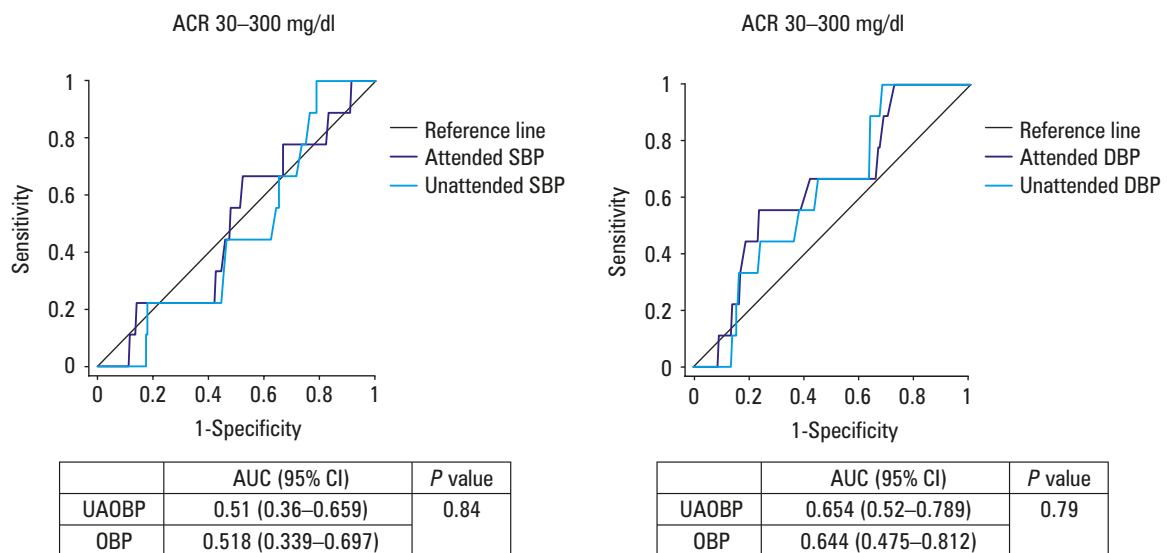 ACR 30–300 mg/dl
1
0.8
0.6
0.4
0.2
0
Sensitivity
0 0.2 0.4 0.6 0.8 1
1-Specificity
Reference line
Attended SBP
Unattended SBP
AUC (95% CI) P value
UAOBP 0.51 (0.36–0.659) 0.84
OBP 0.518 (0.339–0.697)
ACR 30–300 mg/dl
1
0.8
0.6
0.4
0.2
0
Sensitivity
0 0.2 0.4 0.6 0.8 1
1-Specificity
Reference line
Attended DBP
Unattended DBP
AUC (95% CI) P value
UAOBP 0.654 (0.52–0.789) 0.79
OBP 0.644 (0.475–0.812)